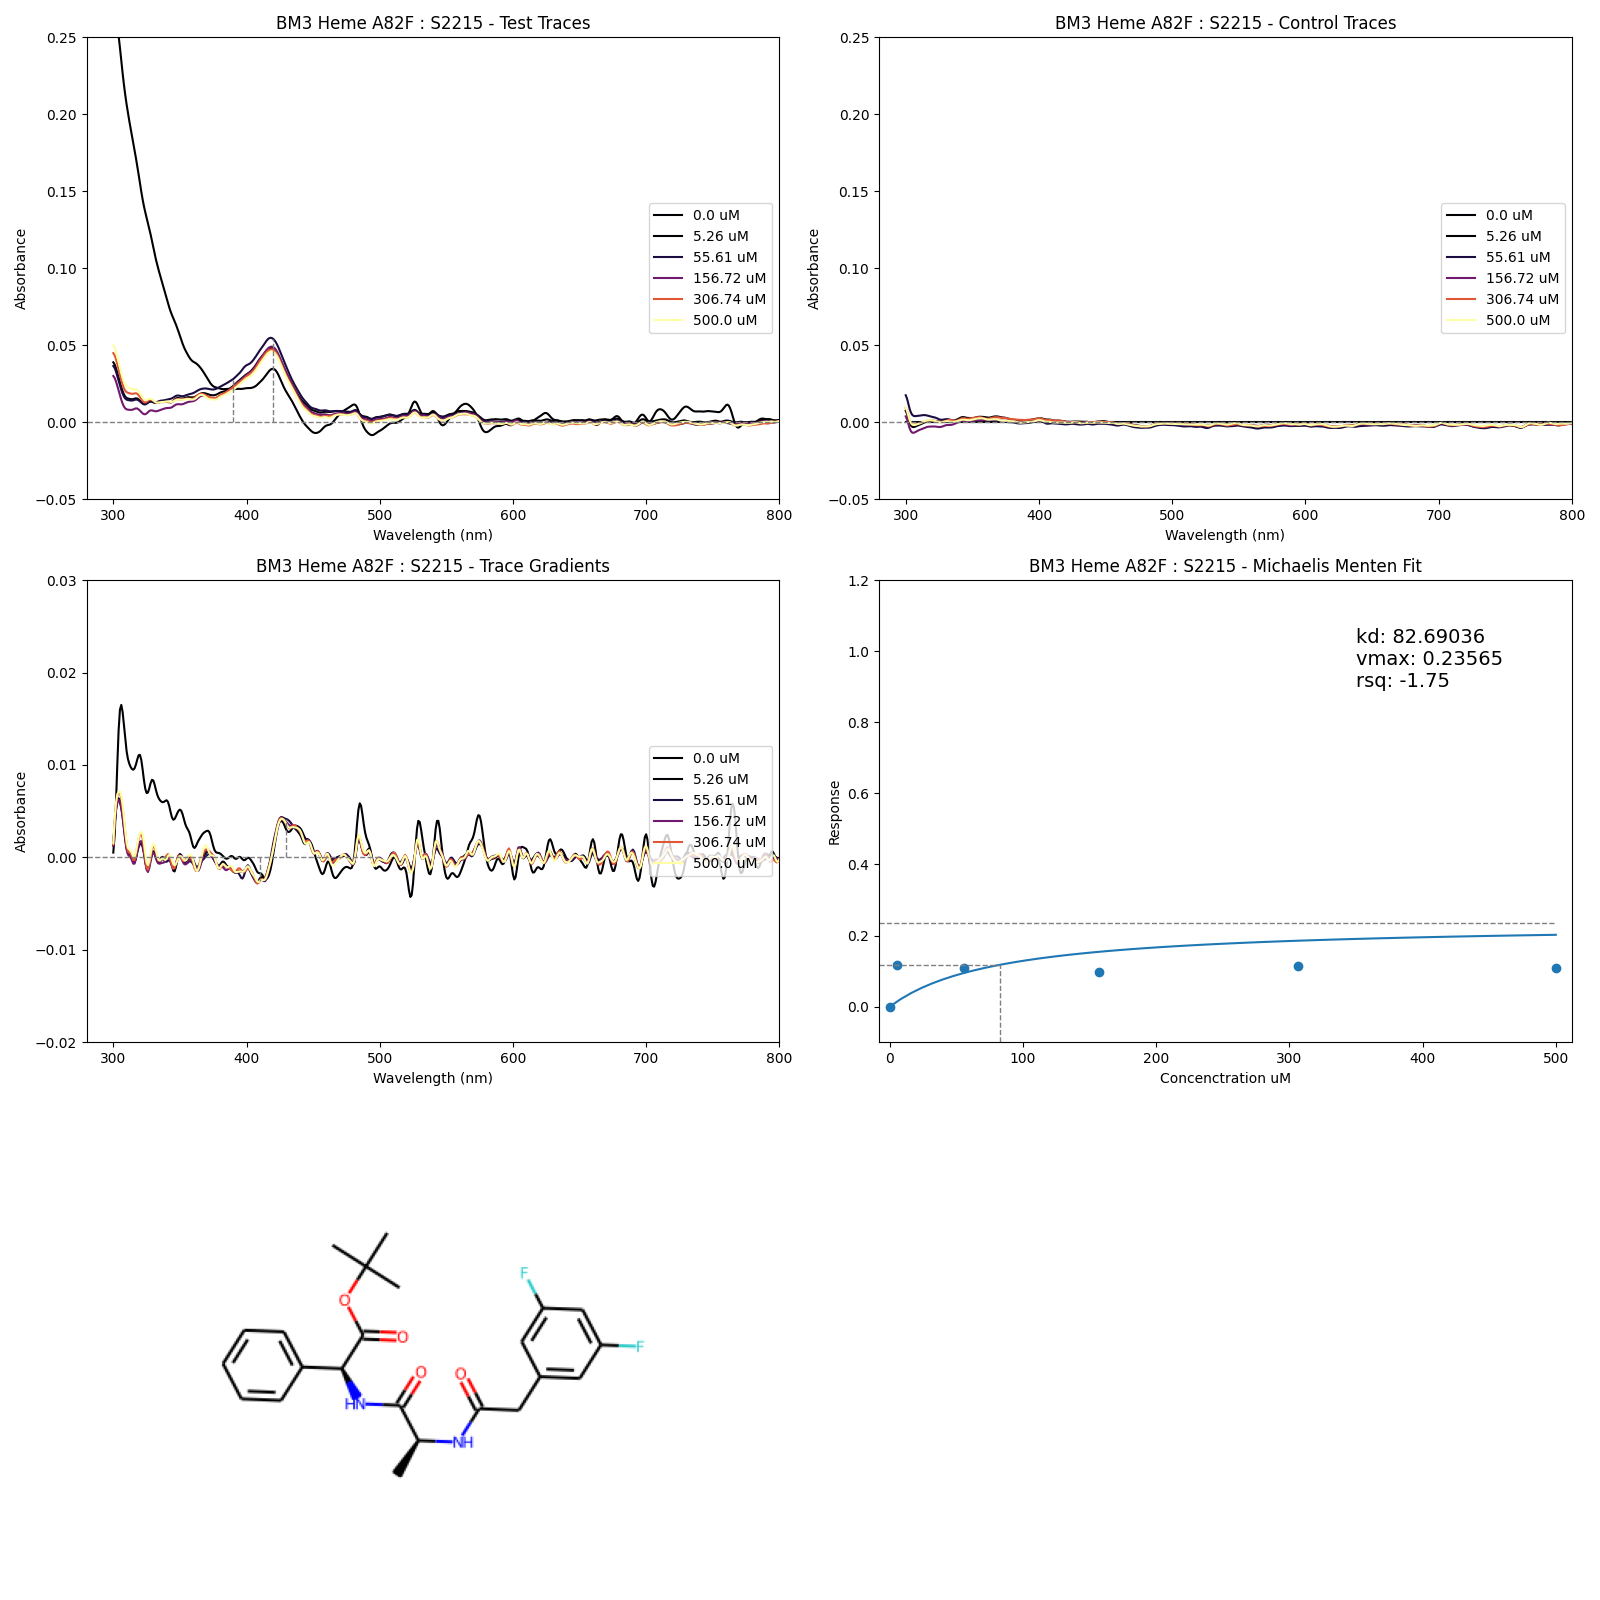 BM3 Heme A82F : S2215 - Test Traces
0.25
0.20
0.15
0.10
0.05
0.00
−0.05
Absorbance
300 400 500 600 700 800
Wavelength (nm)
0.0 uM
5.26 uM
55.61 uM
156.72 uM
306.74 uM
500.0 uM
BM3 Heme A82F : S2215 - Control Traces
0.25
0.20
0.15
0.10
0.05
0.00
−0.05
Absorbance
300 400 500 600 700 800
Wavelength (nm)
0.0 uM
5.26 uM
55.61 uM
156.72 uM
306.74 uM
500.0 uM
BM3 Heme A82F : S2215 - Trace Gradients
0.03
0.02
0.01
0.00
−0.01
−0.02
Absorbance
300 400 500 600 700 800
Wavelength (nm)
0.0 uM
5.26 uM
55.61 uM
156.72 uM
306.74 uM
500.0 uM
BM3 Heme A82F : S2215 - Michaelis Menten Fit
1.2
1.0
0.8
0.6
0.4
0.2
0.0
Response
0 100 200 300 400 500
Concenctration uM
kd: 82.69036
vmax: 0.23565
rsq: -1.75
F
O
O
F
O
O
HN
NH